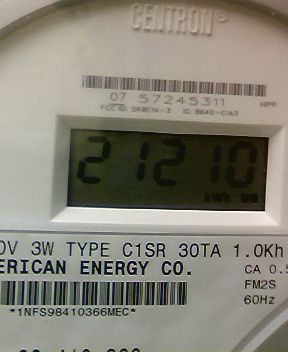 CENTRON®
07 57245311
HPP
21210
kWh
0V 3W TYPE C1SR 30TA 1.0Kh
ERICAN ENERGY CO.
CA 0.5
FM2S
60Hz
*1NFS98410366MEC*